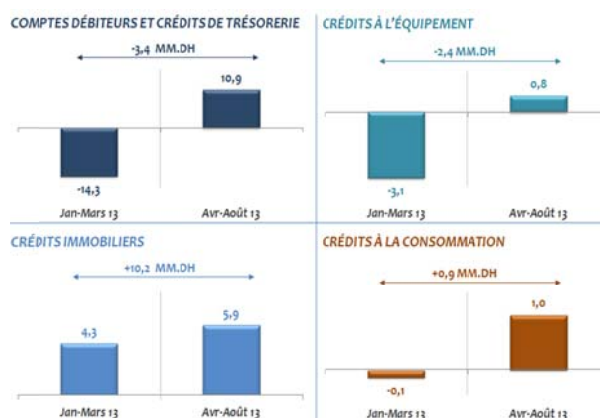 COMPTES DÉBITEURS ET CRÉDITS DE TRÉSORERIE
-3,4 MM.DH
10,9
-14,3
Jan-Mars 13
Avr-Août 13
CRÉDITS À L'ÉQUIPEMENT
-2,4 MM.DH
0,8
-3,1
Jan-Mars 13
Avr-Août 13
CRÉDITS IMMOBILIERS
+10,2 MM.DH
4,3
5,9
Jan-Mars 13
Avr-Août 13
CRÉDITS À LA CONSOMMATION
+0,9 MM.DH
1,0
-0,1
Jan-Mars 13
Avr-Août 13